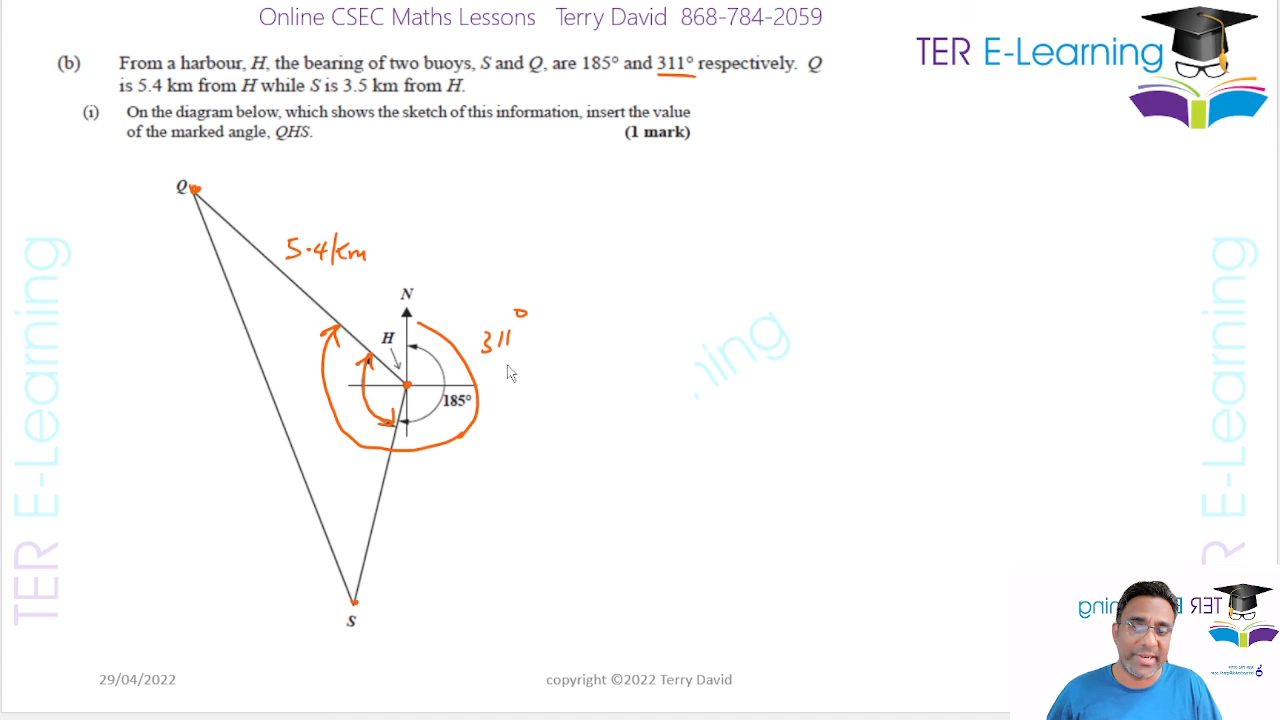 Online CSEC Maths Lessons Terry David 868-784-2059
TER E-Learning
(b) From a harbour, H, the bearing of two buoys, S and Q, are 185° and 311° respectively. Q
is 5.4 km from H while S is 3.5 km from H.
(i) On the diagram below, which shows the sketch of this information, insert the value
of the marked angle, QHS. (1 mark)
Q
5.4 km
N
H
311°
185°
S
TER E-Learning
ning
TER E-Learning
29/04/2022
copyright ©2022 Terry David